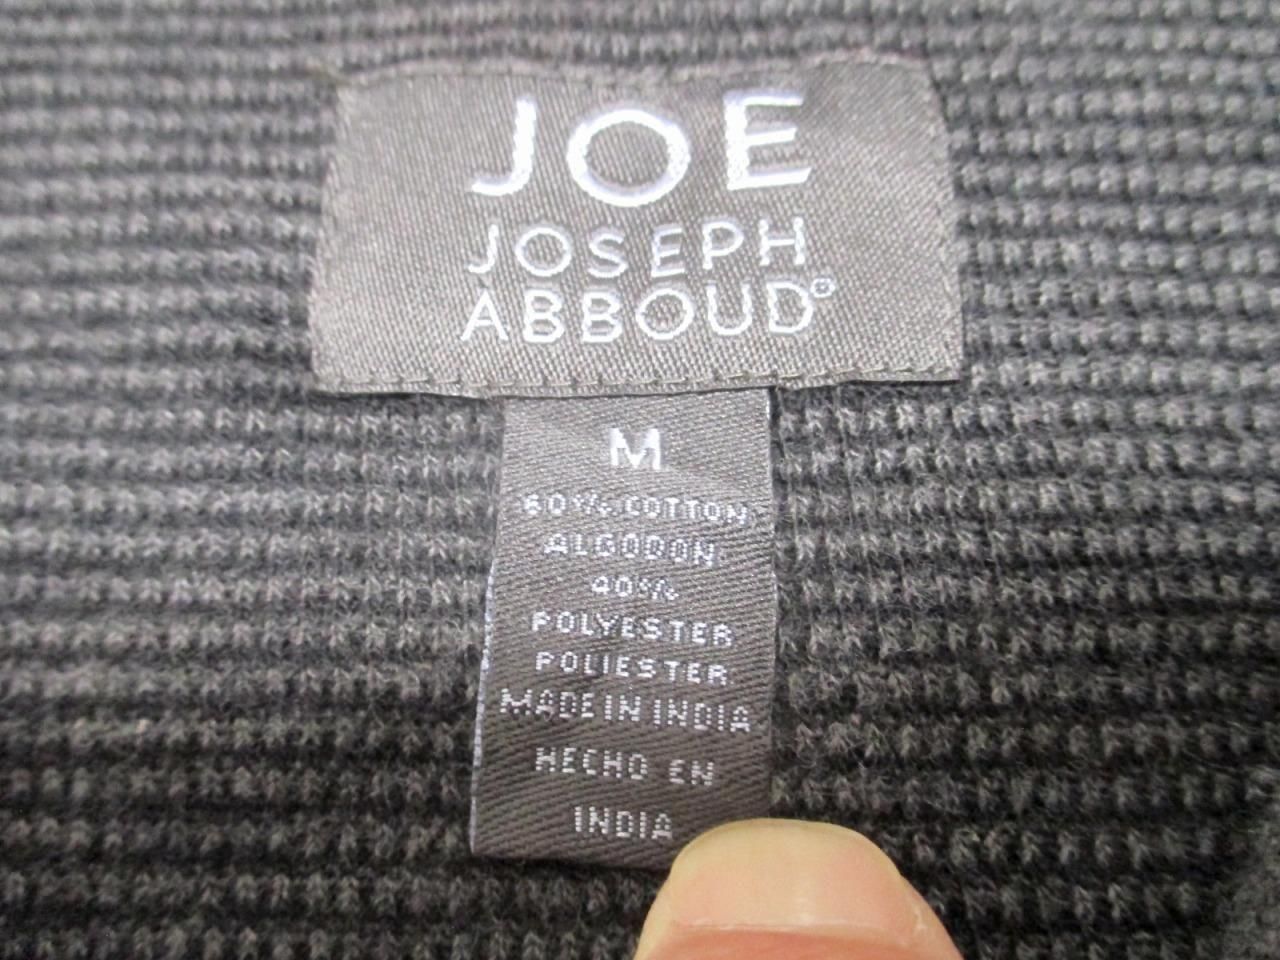 JOE
JOSEPH
ABBOUD®
M
60% COTTON
ALGODON
40%
POLYESTER
POLIESTER
MADE IN INDIA
HECHO EN
INDIA